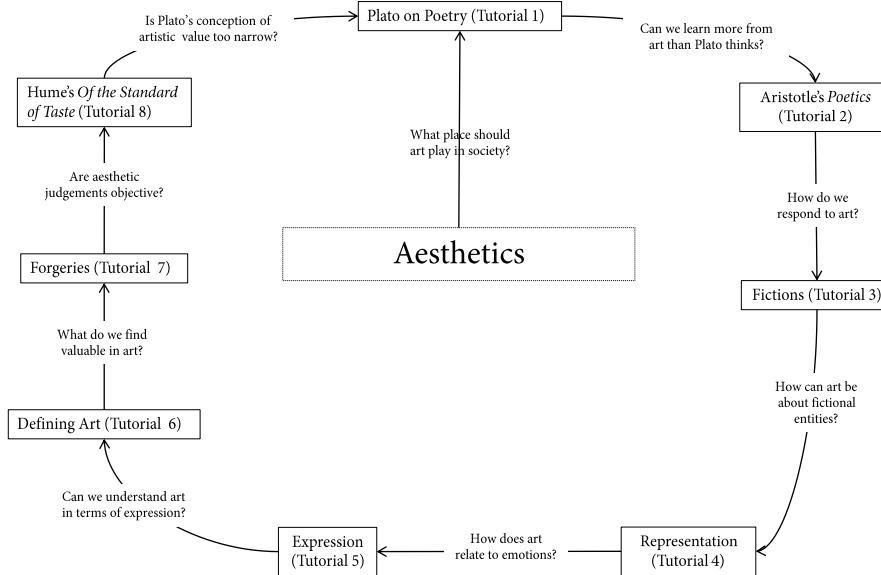 Is Plato's conception of
artistic value too narrow?
Plato on Poetry (Tutorial 1)
Can we learn more from
art than Plato thinks?
Hume's Of the Standard
of Taste (Tutorial 8)
Aristotle's Poetics
(Tutorial 2)
What place should
art play in society?
Are aesthetic
judgements objective?
How do we
respond to art?
Aesthetics
Forgeries (Tutorial 7)
Fictions (Tutorial 3)
What do we find
valuable in art?
How can art be
about fictional
entities?
Defining Art (Tutorial 6)
Can we understand art
in terms of expression?
Expression
(Tutorial 5)
How does art
relate to emotions?
Representation
(Tutorial 4)